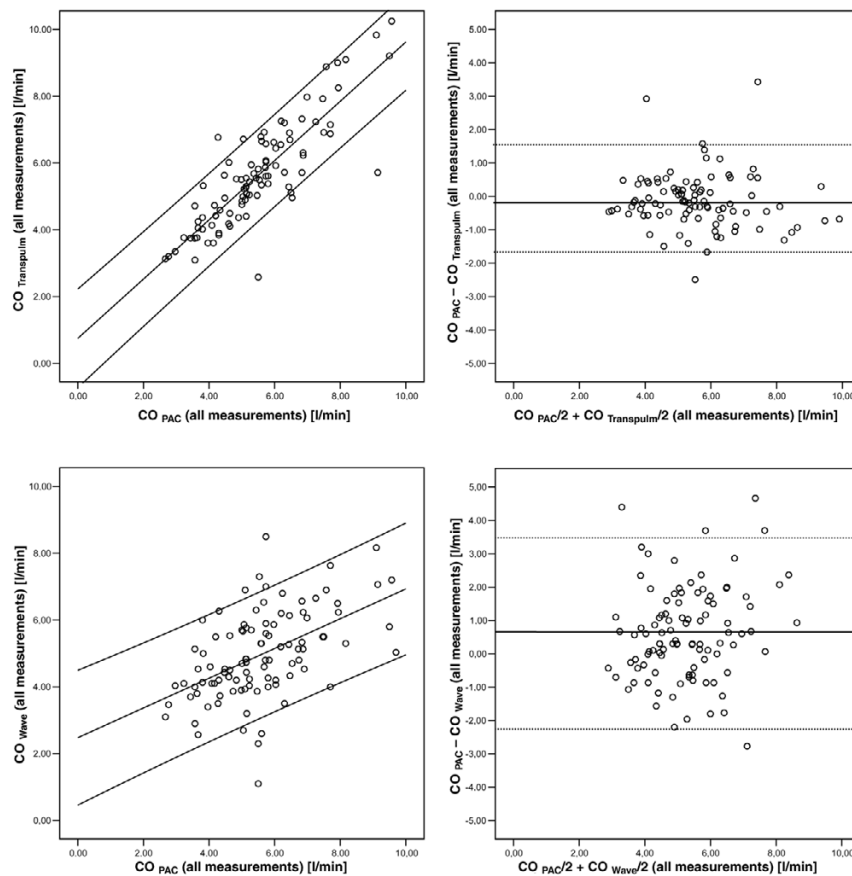 10,00
8,00
6,00
4,00
2,00
0,00
CO Transpulm (all measurements) [l/min]
0,00 2,00 4,00 6,00 8,00 10,00
CO PAC (all measurements) [l/min]
5,00
4,00
3,00
2,00
1,00
0,00
-1,00
-2,00
-3,00
-4,00
-5,00
CO PAC – CO Transpulm (all measurements) [l/min]
0,00 2,00 4,00 6,00 8,00 10,00
CO PAC/2 + CO Transpulm/2 (all measurements) [l/min]
10,00
8,00
6,00
4,00
2,00
0,00
CO Wave (all measurements) [l/min]
0,00 2,00 4,00 6,00 8,00 10,00
CO PAC (all measurements) [l/min]
5,00
4,00
3,00
2,00
1,00
0,00
-1,00
-2,00
-3,00
-4,00
-5,00
CO PAC – CO Wave (all measurements) [l/min]
0,00 2,00 4,00 6,00 8,00 10,00
CO PAC/2 + CO Wave/2 (all measurements) [l/min]